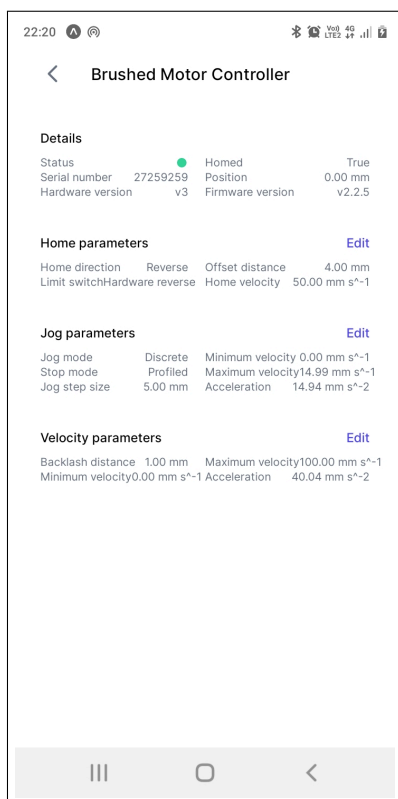 22:20 Vo)) LTE2 4G
Brushed Motor Controller
Details
Status Homed True
Serial number 27259259 Position 0.00 mm
Hardware version v3 Firmware version v2.2.5
Home parameters Edit
Home direction Reverse Offset distance 4.00 mm
Limit switchHardware reverse Home velocity 50.00 mm s^-1
Jog parameters Edit
Jog mode Discrete Minimum velocity 0.00 mm s^-1
Stop mode Profiled Maximum velocity14.99 mm s^-1
Jog step size 5.00 mm Acceleration 14.94 mm s^-2
Velocity parameters Edit
Backlash distance 1.00 mm Maximum velocity100.00 mm s^-1
Minimum velocity0.00 mm s^-1 Acceleration 40.04 mm s^-2